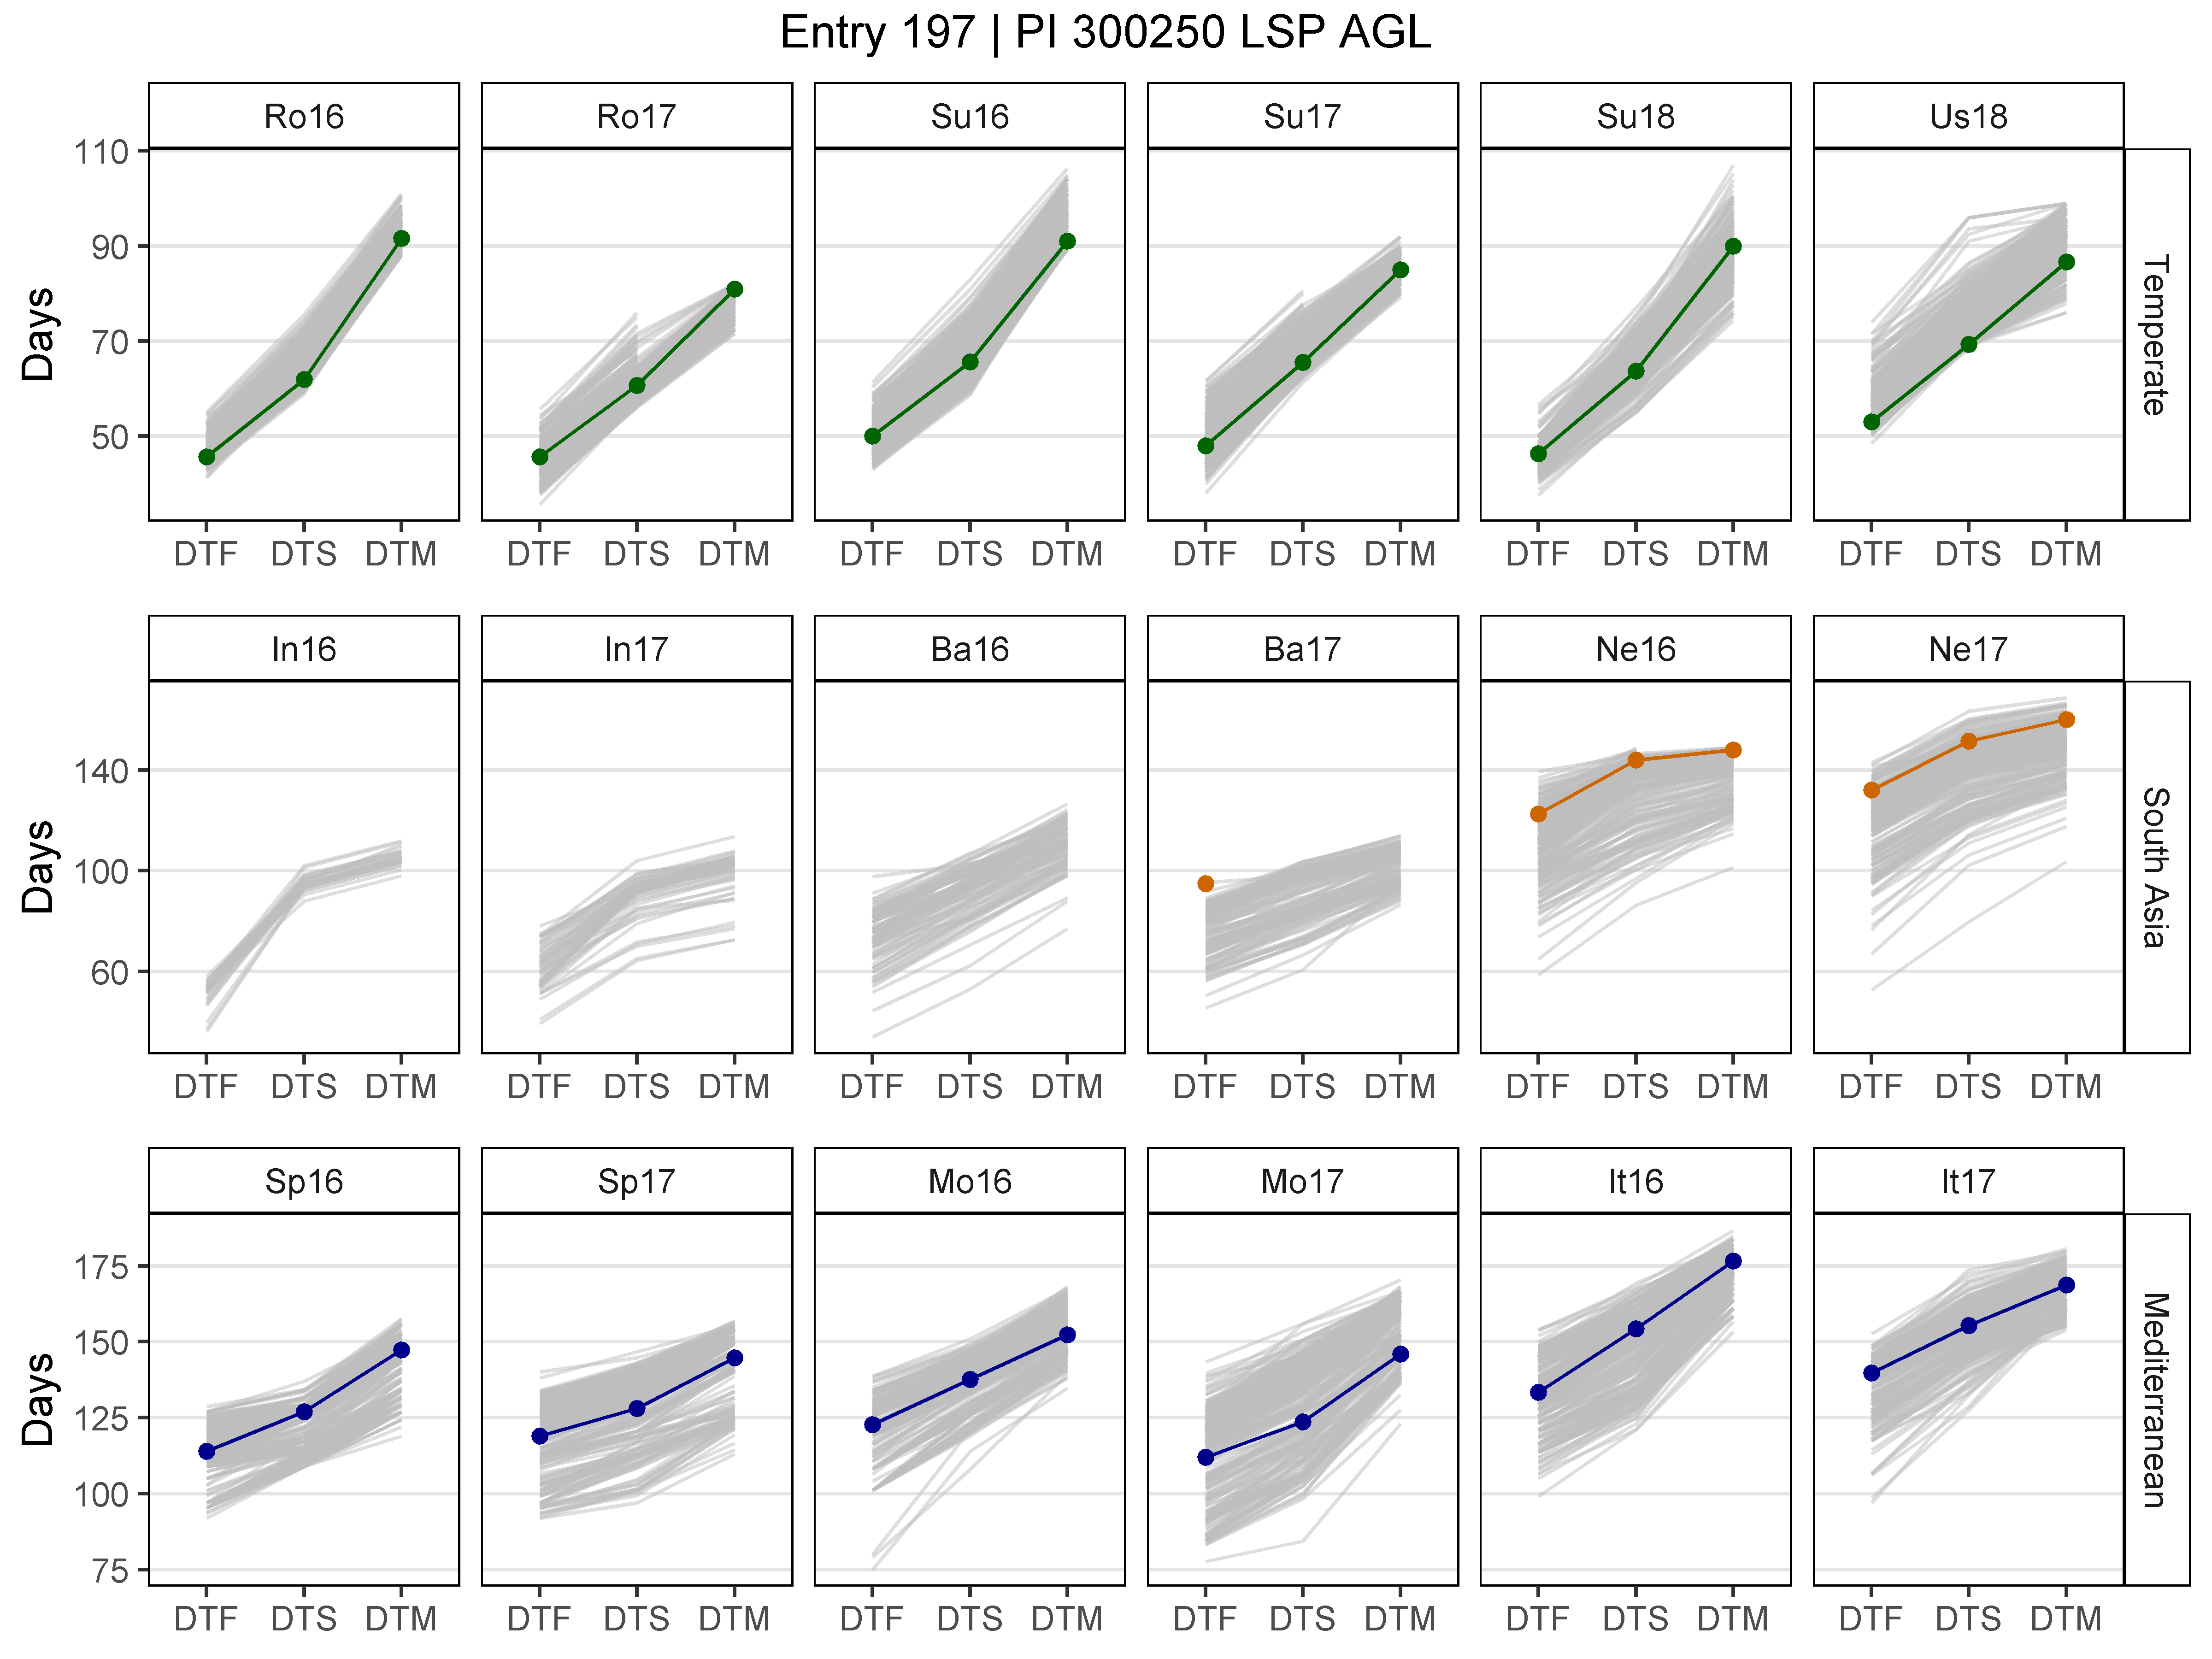 Entry 197 | PI 300250 LSP AGL
Ro16 Ro17 Su16 Su17 Su18 Us18
110
90
70
50
Days
Temperate
DTF DTS DTM DTF DTS DTM DTF DTS DTM DTF DTS DTM DTF DTS DTM DTF DTS DTM
In16 In17 Ba16 Ba17 Ne16 Ne17
140
100
60
Days
South Asia
DTF DTS DTM DTF DTS DTM DTF DTS DTM DTF DTS DTM DTF DTS DTM DTF DTS DTM
Sp16 Sp17 Mo16 Mo17 It16 It17
175
150
125
100
75
Days
Mediterranean
DTF DTS DTM DTF DTS DTM DTF DTS DTM DTF DTS DTM DTF DTS DTM DTF DTS DTM